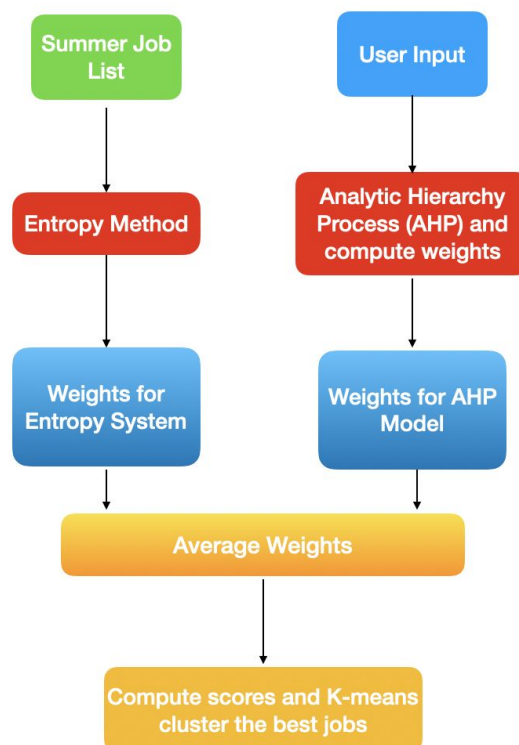 Summer Job
List
User Input
Entropy Method
Analytic Hierarchy
Process (AHP) and
compute weights
Weights for
Entropy System
Weights for AHP
Model
Average Weights
Compute scores and K-means
cluster the best jobs